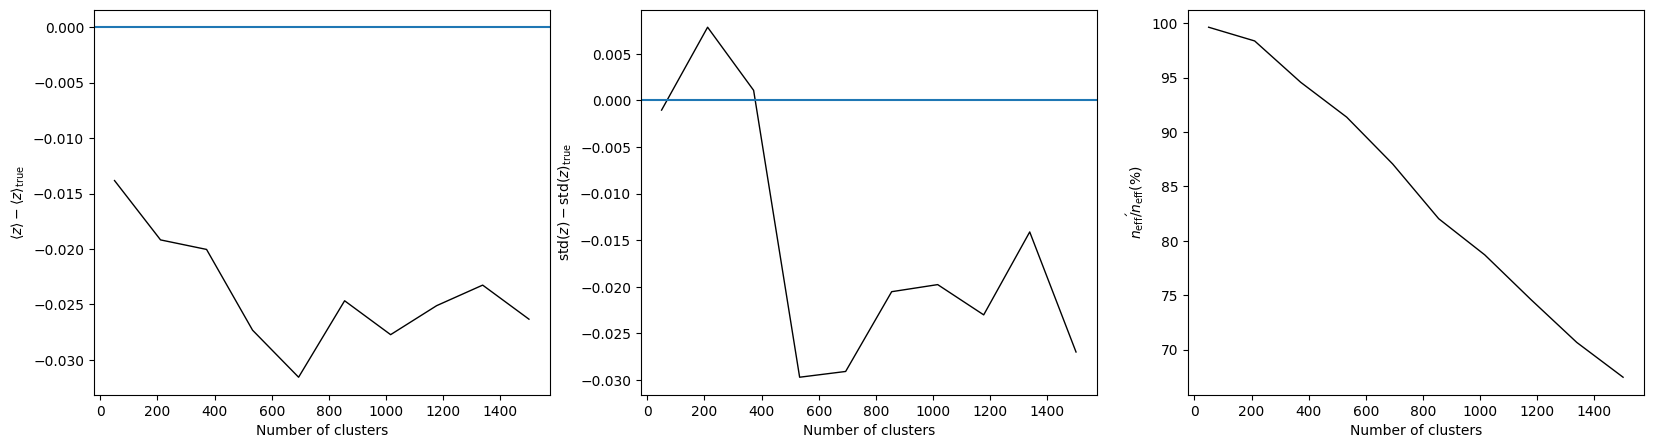 0.000
−0.005
−0.010
−0.015
−0.020
−0.025
−0.030
⟨z⟩ − ⟨z⟩true
0 200 400 600 800 1000 1200 1400
Number of clusters
0.005
0.000
−0.005
−0.010
−0.015
−0.020
−0.025
−0.030
std(z) − std(z)true
0 200 400 600 800 1000 1200 1400
Number of clusters
100
95
90
85
80
75
70
n′eff/neff(%)
0 200 400 600 800 1000 1200 1400
Number of clusters